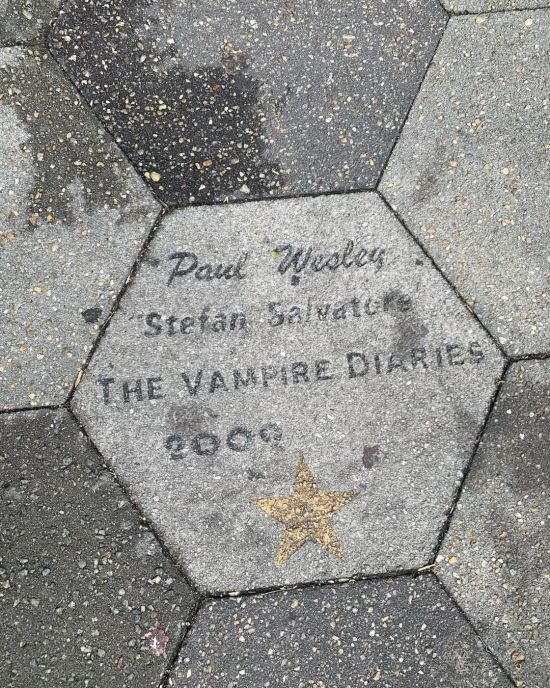 Paul Wesley
"Stefan Salvatore"
THE VAMPIRE DIARIES
2009